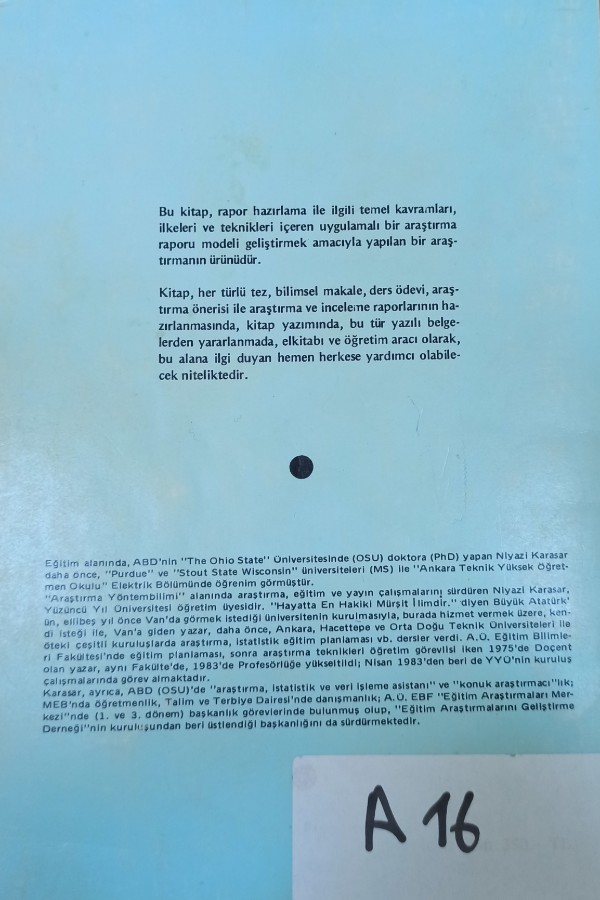 Bu kitap, rapor hazırlama ile ilgili temel kavramları,
ilkeleri ve teknikleri içeren uygulamalı bir araştırma
raporu modeli geliştirmek amacıyla yapılan bir araş-
tırmanın ürünüdür.
Kitap, her türlü tez, bilimsel makale, ders ödevi, araş-
tırma önerisi ile araştırma ve inceleme raporlarının ha-
zırlanmasında, kitap yazımında, bu tür yazılı belge-
lerden yararlanmada, elkitabı ve öğretim aracı olarak,
bu alana ilgi duyan hemen herkese yardımcı olabile-
cek niteliktedir.
Eğitim alanında, ABD'nin "The Ohio State" Üniversitesinde (OSU) doktora (PhD) yapan Niyazi Karasar
daha önce, "Purdue" ve "Stout State Wisconsin" üniversiteleri (MS) ile "Ankara Teknik Yüksek Öğret-
men Okulu" Elektrik Bölümünde öğrenim görmüştür.
"Araştırma Yöntembilimi" alanında araştırma, eğitim ve yayın çalışmalarını sürdüren Niyazi Karasar,
Yüzüncü Yıl Üniversitesi öğretim üyesidir. "Hayatta En Hakiki Mürşit İlimdir." diyen Büyük Atatürk'
ün, ellibeş yıl önce Van'da görmek istediği üniversitenin kurulmasıyla, burada hizmet vermek üzere, ken-
di isteği ile, Van'a giden yazar, daha önce, Ankara, Hacettepe ve Orta Doğu Teknik Üniversiteleri ile
öteki çeşitli kuruluşlarda araştırma, istatistik eğitim planlaması vb. dersler verdi. A.Ü. Eğitim Bilimle-
ri Fakültesi'nde eğitim planlaması, sonra araştırma teknikleri öğretim görevlisi iken 1975'de Doçent
olan yazar, aynı Fakülte'de, 1983'de Profesörlüğe yükseltildi; Nisan 1983'den beri de YYÜ'nin kuruluş
çalışmalarında görev almaktadır.
Karasar, ayrıca, ABD (OSU)'de "araştırma, istatistik ve veri işleme asistanı" ve "konuk araştırmacı"lık;
MEB'nda öğretmenlik, Talim ve Terbiye Dairesi'nde danışmanlık; A.Ü. EBF "Eğitim Araştırmaları Mer-
kezi"nde (1. ve 3. dönem) başkanlık görevlerinde bulunmuş olup, "Eğitim Araştırmalarını Geliştirme
Derneği"nin kuruluşundan beri üstlendiği başkanlığını da sürdürmektedir.
A 16